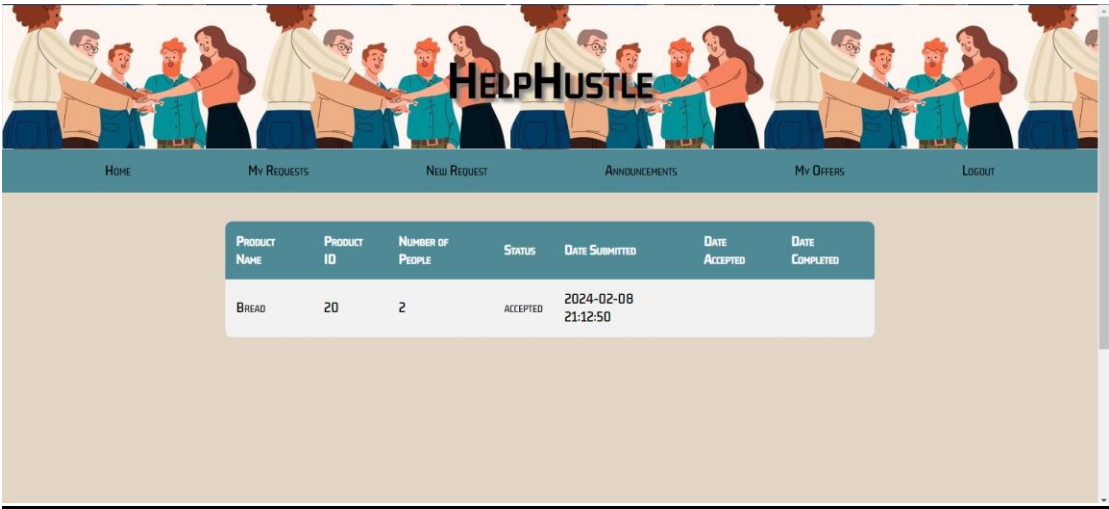 HelpHustle
Home My Requests New Request Announcements My Offers Logout
Product Name Product ID Number of People Status Date Submitted Date Accepted Date Completed
Bread 20 2 accepted 2024-02-08 21:12:50